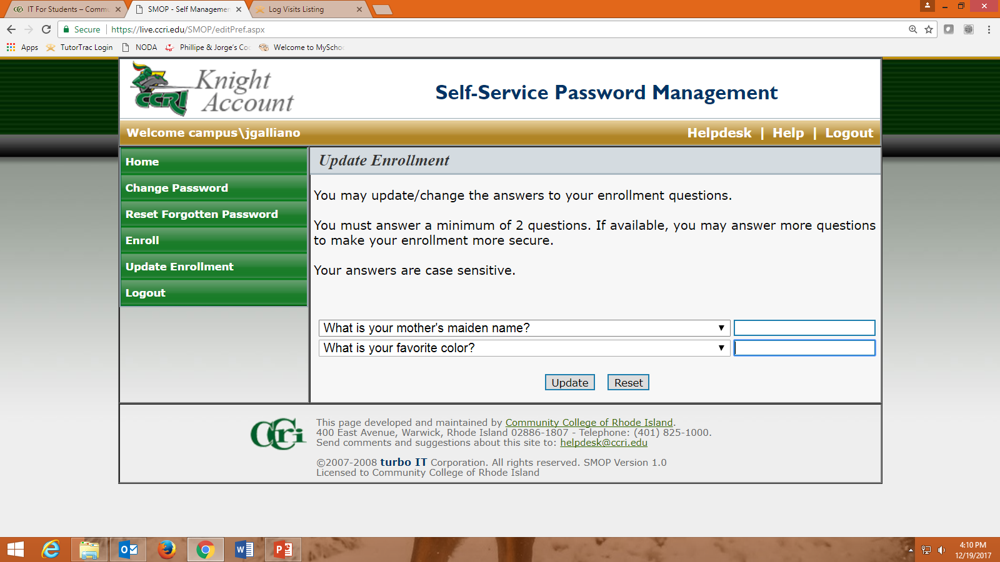 IT For Students – Commu
SMOP - Self Managemen
Log Visits Listing
Secure
https://live.ccri.edu/SMOP/editPref.aspx
Apps
TutorTrac Login
NODA
Phillipe & Jorge's Co
Welcome to MyScho
CCRI
Knight
Account
Self-Service Password Management
Welcome campus\jgalliano
Helpdesk | Help | Logout
Home
Change Password
Reset Forgotten Password
Enroll
Update Enrollment
Logout
Update Enrollment
You may update/change the answers to your enrollment questions.
You must answer a minimum of 2 questions. If available, you may answer more questions
to make your enrollment more secure.
Your answers are case sensitive.
What is your mother's maiden name?
What is your favorite color?
Update
Reset
CCri
This page developed and maintained by Community College of Rhode Island.
400 East Avenue, Warwick, Rhode Island 02886-1807 - Telephone: (401) 825-1000.
Send comments and suggestions about this site to: helpdesk@ccri.edu
©2007-2008 turbo IT Corporation. All rights reserved. SMOP Version 1.0
Licensed to Community College of Rhode Island
4:10 PM
12/19/2017